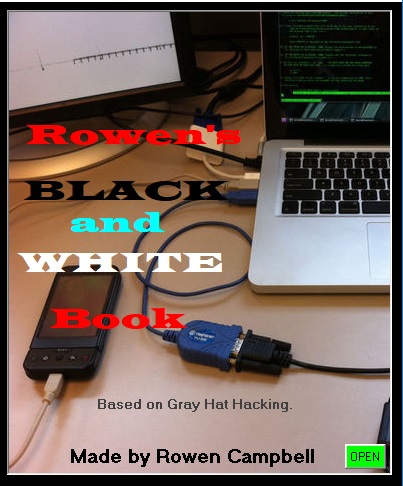 Rowen's
BLACK
and
WHITE
Book
Based on Gray Hat Hacking.
Made by Rowen Campbell
OPEN